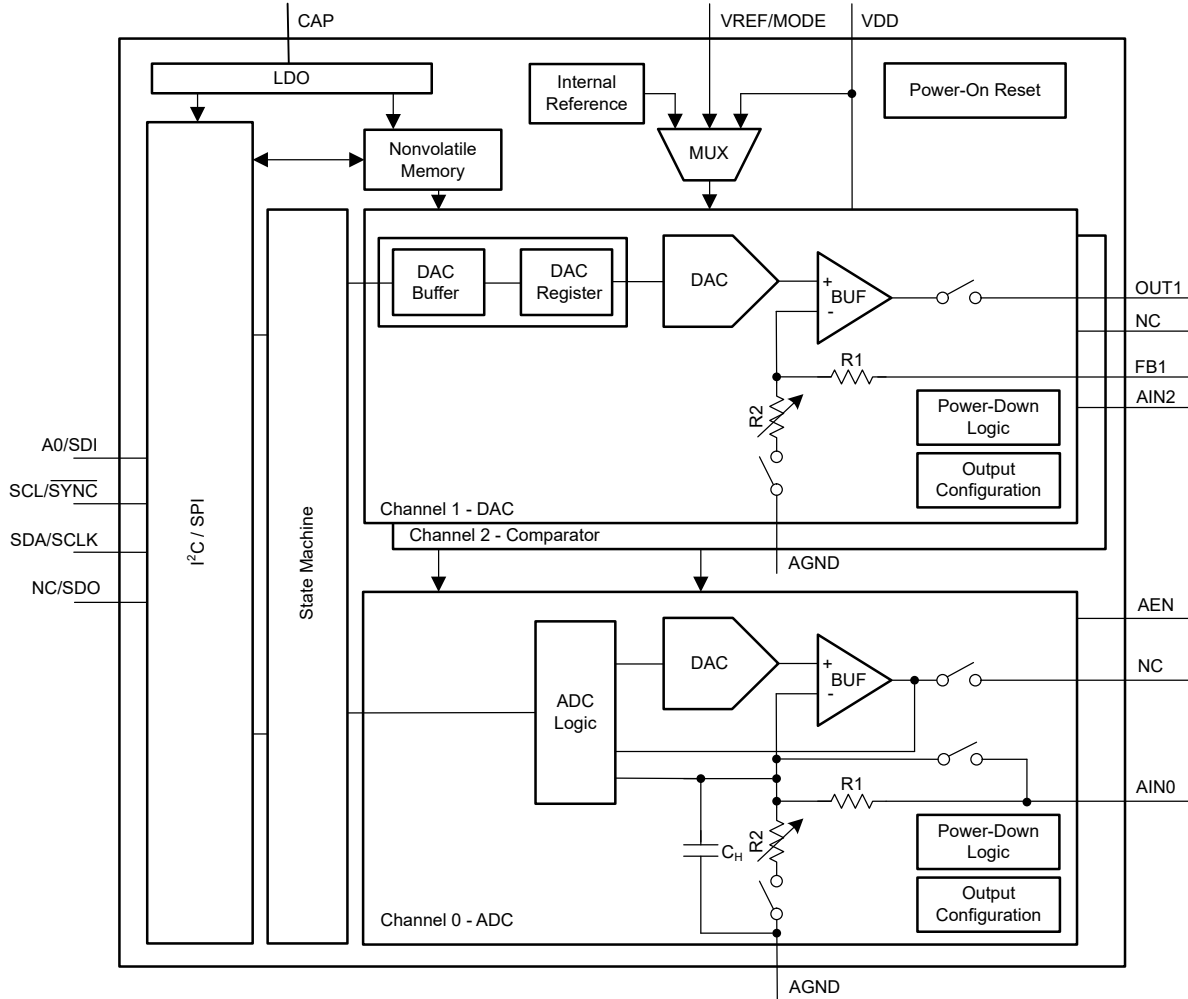 CAP
VREF/MODE
VDD
LDO
Internal
Reference
Power-On Reset
MUX
Nonvolatile
Memory
DAC
Buffer
DAC
Register
DAC
+
BUF
-
OUT1
NC
R1
FB1
R2
Power-Down
Logic
AIN2
Output
Configuration
Channel 1 - DAC
Channel 2 - Comparator
AGND
A0/SDI
SCL/SYNC
SDA/SCLK
NC/SDO
I²C / SPI
State Machine
AEN
ADC
Logic
DAC
+
BUF
-
NC
R1
AIN0
CH
R2
Power-Down
Logic
Output
Configuration
Channel 0 - ADC
AGND